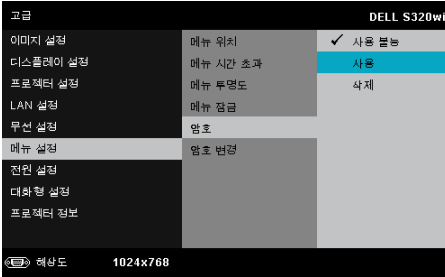 고급 DELL S320wi
이미지 설정 메뉴 위치 ✓ 사용 불능
디스플레이 설정 메뉴 시간 초과 사용
프로젝터 설정 메뉴 투명도 삭제
LAN 설정 메뉴 잠금
무선 설정 암호
메뉴 설정 암호 변경
전원 설정
대화형 설정
프로젝터 정보
해상도 1024x768